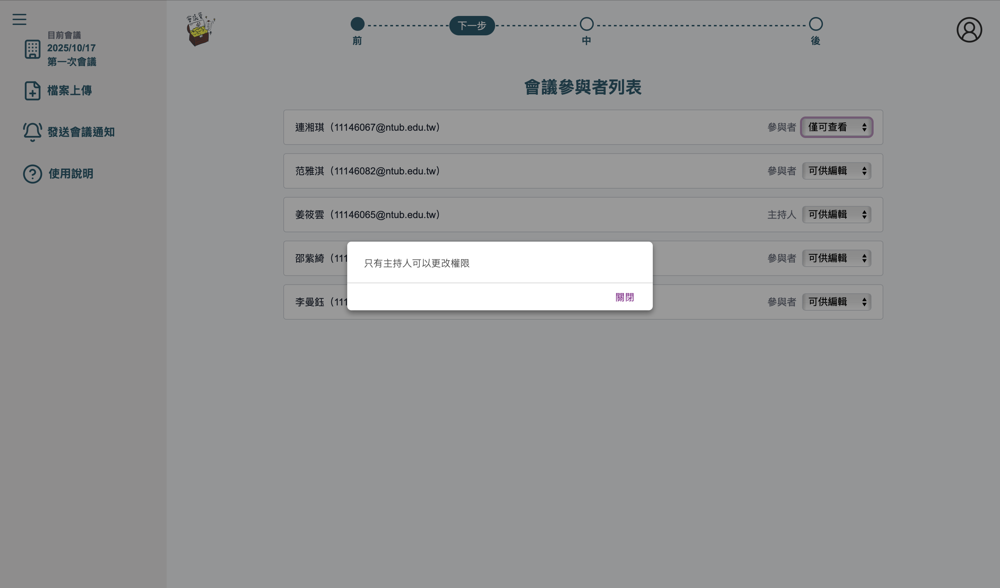 目前會議
2025/10/17
第一次會議
檔案上傳
發送會議通知
使用說明
會議寶
下一步
前
中
後
會議參與者列表
連湘琪（11146067@ntub.edu.tw）
參與者
僅可查看
范雅淇（11146082@ntub.edu.tw）
參與者
可供編輯
姜筱雲（11146065@ntub.edu.tw）
主持人
可供編輯
邵紫綺（111
參與者
可供編輯
李曼鈺（111
參與者
可供編輯
只有主持人可以更改權限
關閉